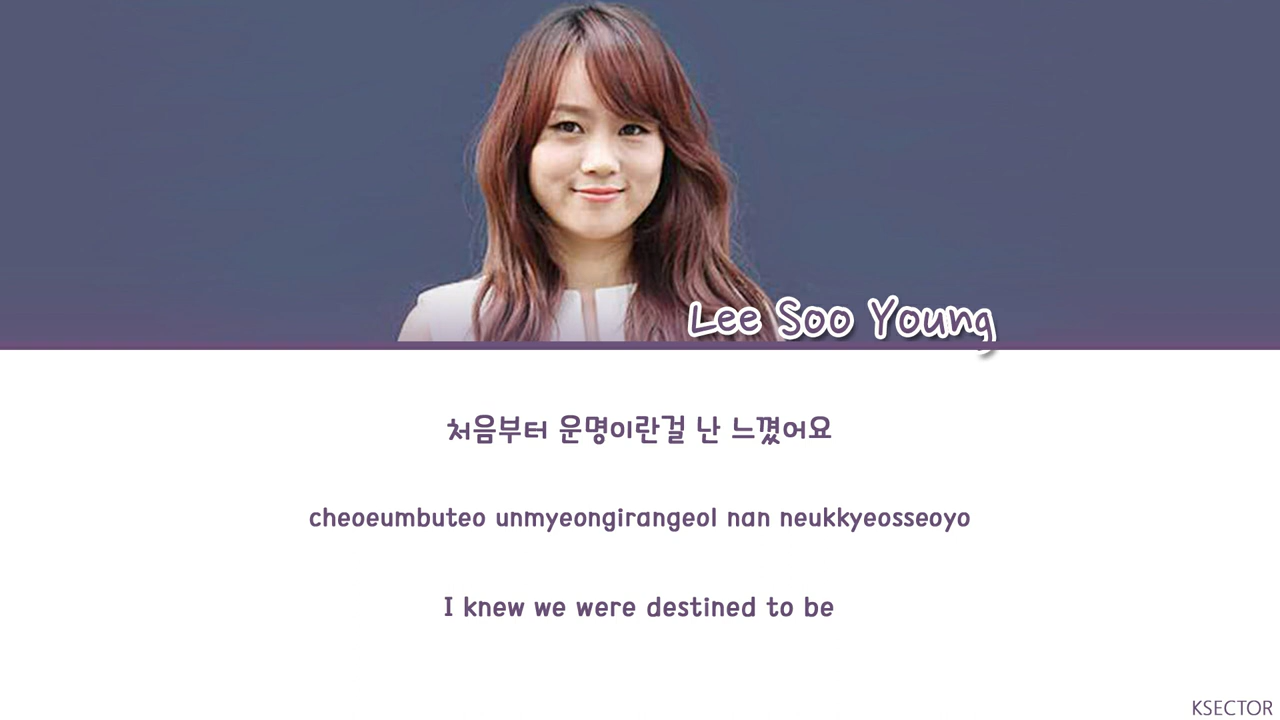 Lee Soo Young
처음부터 운명이란걸 난 느꼈어요
cheoeumbuteo unmyeongirangeol nan neukkyeosseoyo
I knew we were destined to be
KSECTOR